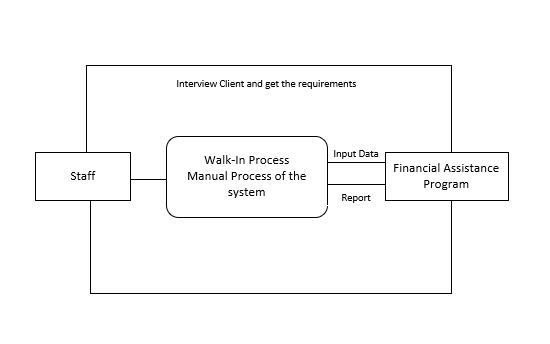 Interview Client and get the requirements
Staff
Walk-In Process
Manual Process of the
system
Input Data
Report
Financial Assistance
Program